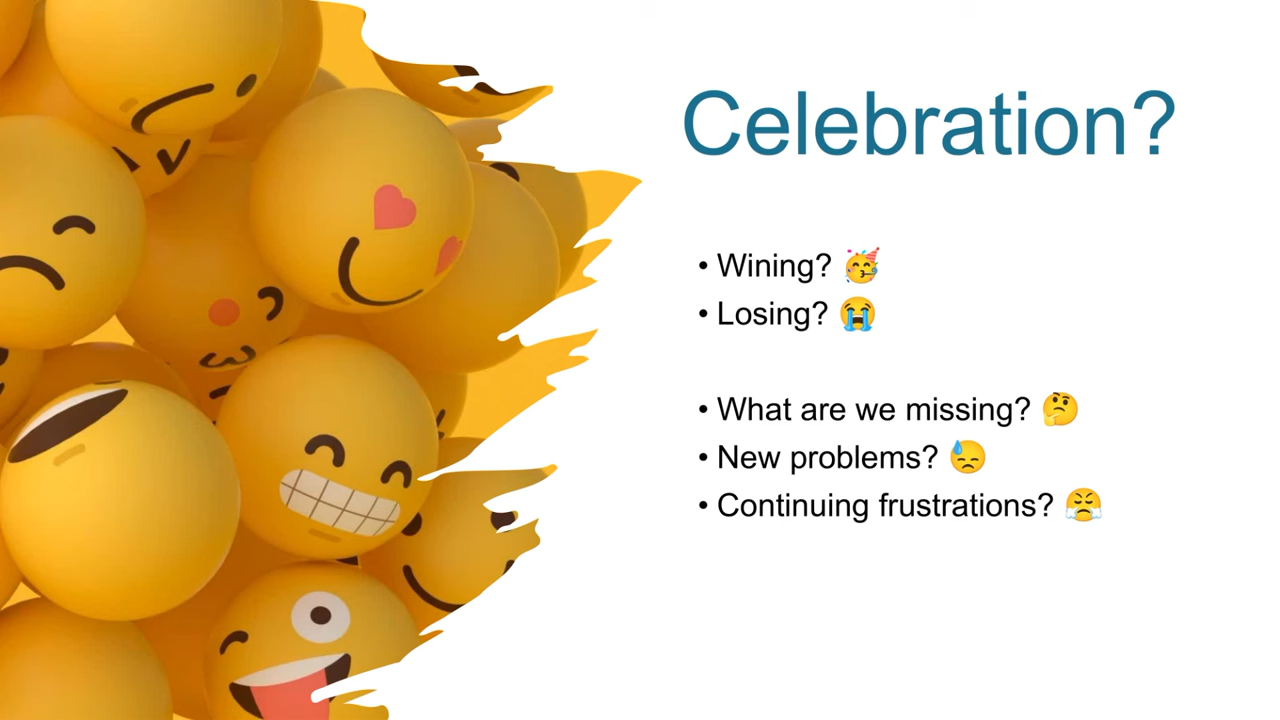 Celebration?
• Wining? 🥳
• Losing? 😭
• What are we missing? 🤔
• New problems? 😓
• Continuing frustrations? 😤